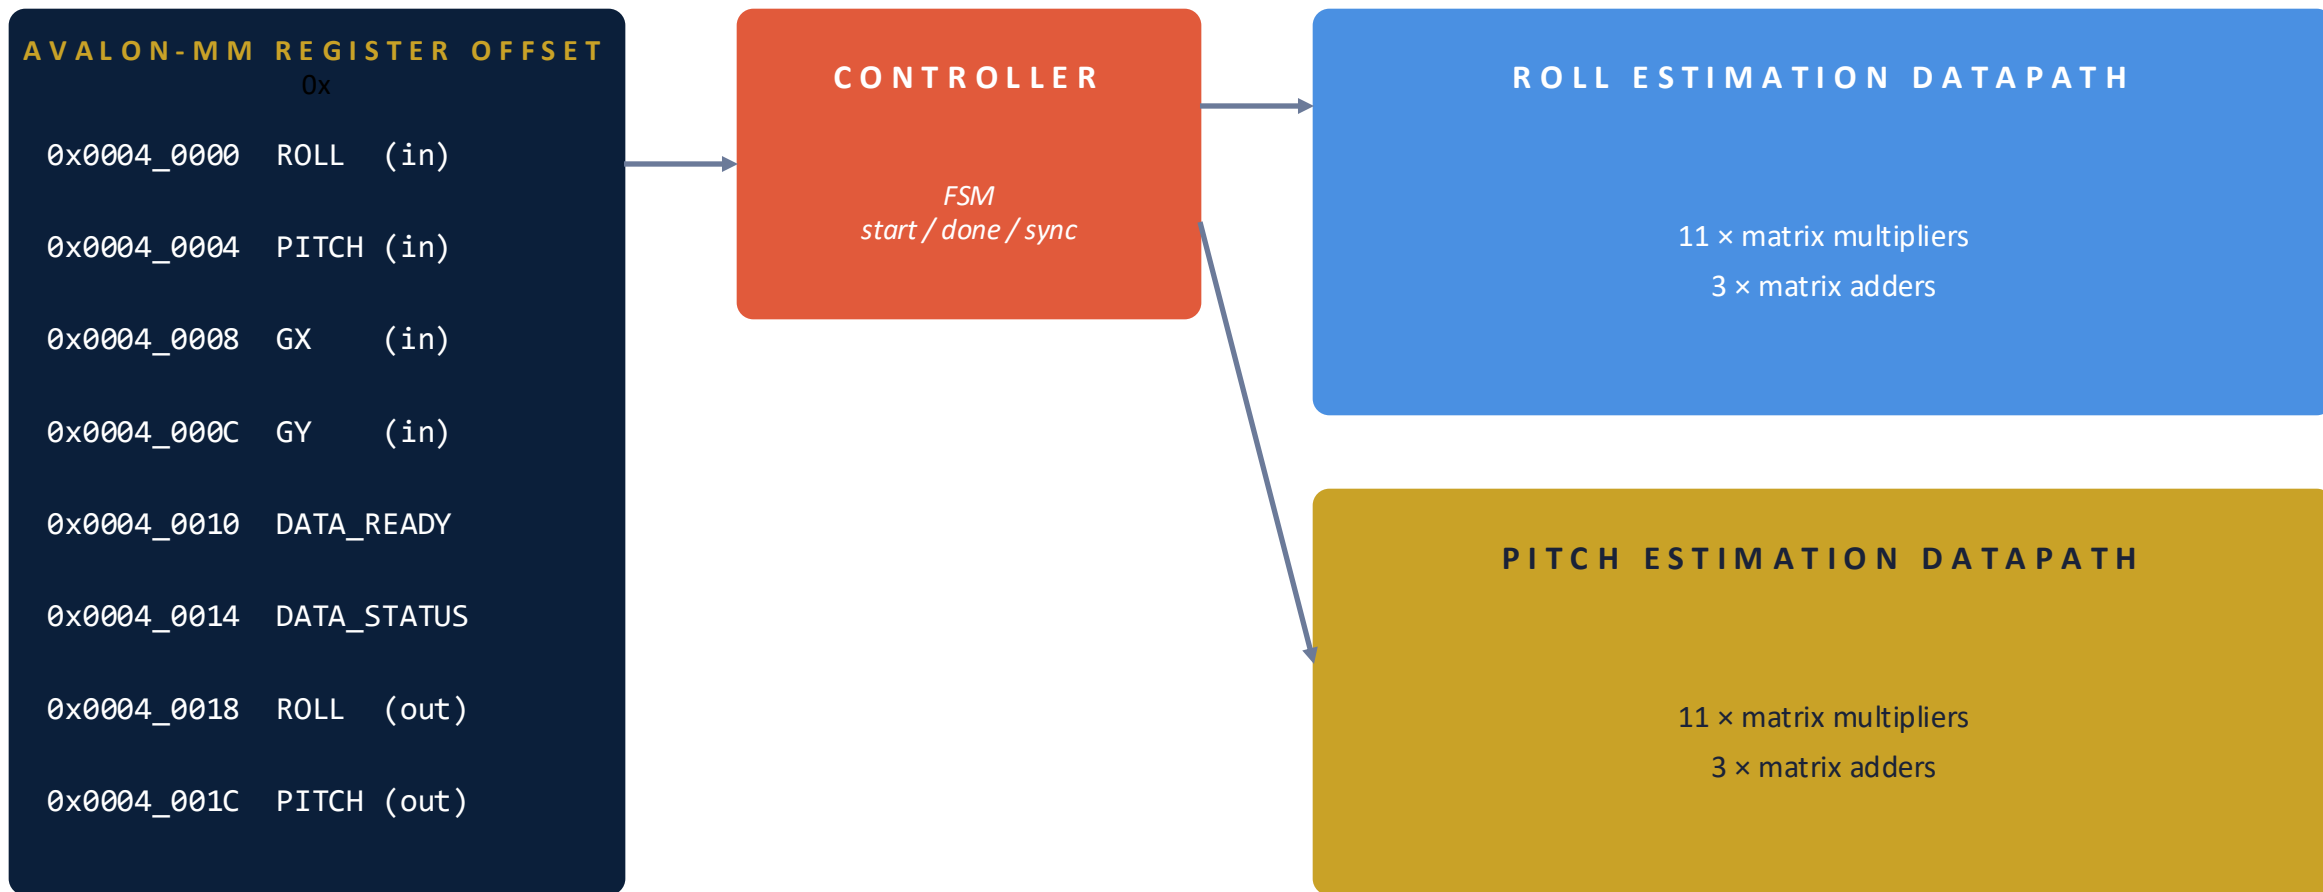 AVALON-MM REGISTER OFFSET
0x
0x0004_0000 ROLL (in)
0x0004_0004 PITCH (in)
0x0004_0008 GX (in)
0x0004_000C GY (in)
0x0004_0010 DATA_READY
0x0004_0014 DATA_STATUS
0x0004_0018 ROLL (out)
0x0004_001C PITCH (out)
CONTROLLER
FSM
start / done / sync
ROLL ESTIMATION DATAPATH
11 × matrix multipliers
3 × matrix adders
PITCH ESTIMATION DATAPATH
11 × matrix multipliers
3 × matrix adders